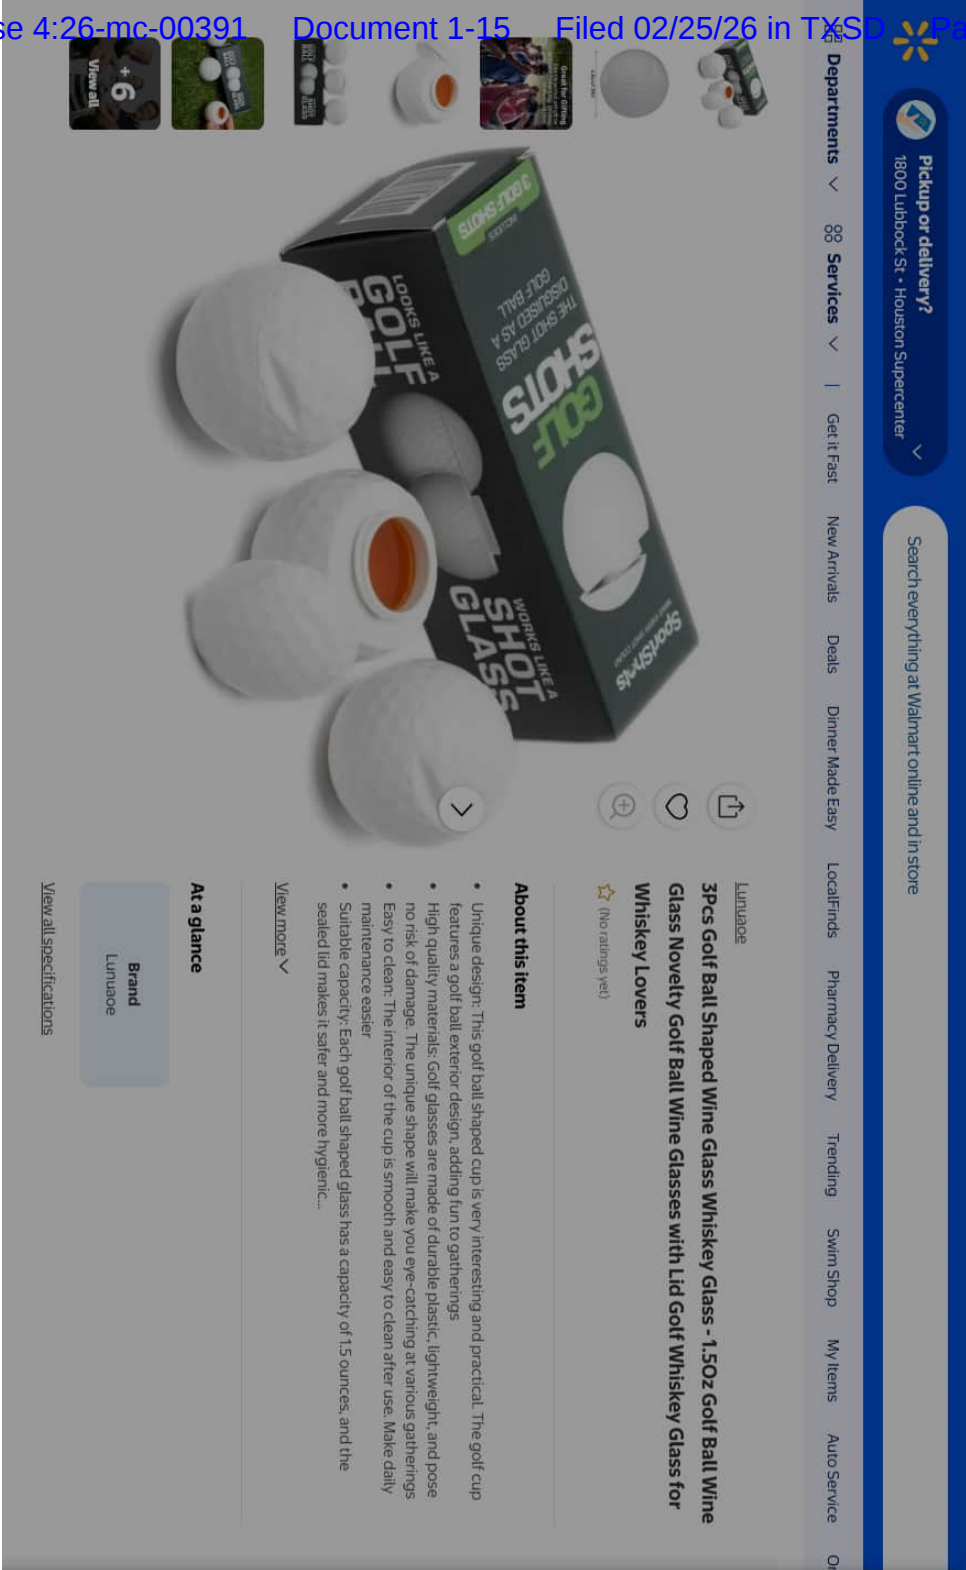 se 4:26-mc-00391 Document 1-15 Filed 02/25/26 in TXSD Pa
Pickup or delivery?
1800 Lubbock St • Houston Supercenter
Search everything at Walmart online and in store
Departments
Services
Get it Fast
New Arrivals
Deals
Dinner Made Easy
Local Finds
Pharmacy Delivery
Trending
Swim Shop
My Items
Auto Service
Great for Gifting
+6
View all
3 GOLF SHOTS
INCLUDES
THE SHOT GLASS
DISGUISED AS A
GOLF BALL
GOLF
SHOTS
SportShots
LOOKS LIKE A
GOLF
BALL
WORKS LIKE A
SHOT
GLASS
Lunuaoe
3Pcs Golf Ball Shaped Wine Glass Whiskey Glass - 1.5Oz Golf Ball Wine
Glass Novelty Golf Ball Wine Glasses with Lid Golf Whiskey Glass for
Whiskey Lovers
(No ratings yet)
About this item
• Unique design: This golf ball shaped cup is very interesting and practical. The golf cup
features a golf ball exterior design, adding fun to gatherings
• High quality materials: Golf glasses are made of durable plastic, lightweight, and pose
no risk of damage. The unique shape will make you eye-catching at various gatherings
• Easy to clean: The interior of the cup is smooth and easy to clean after use. Make daily
maintenance easier
• Suitable capacity: Each golf ball shaped glass has a capacity of 1.5 ounces, and the
sealed lid makes it safer and more hygienic...
View more
At a glance
Brand
Lunuaoe
View all specifications